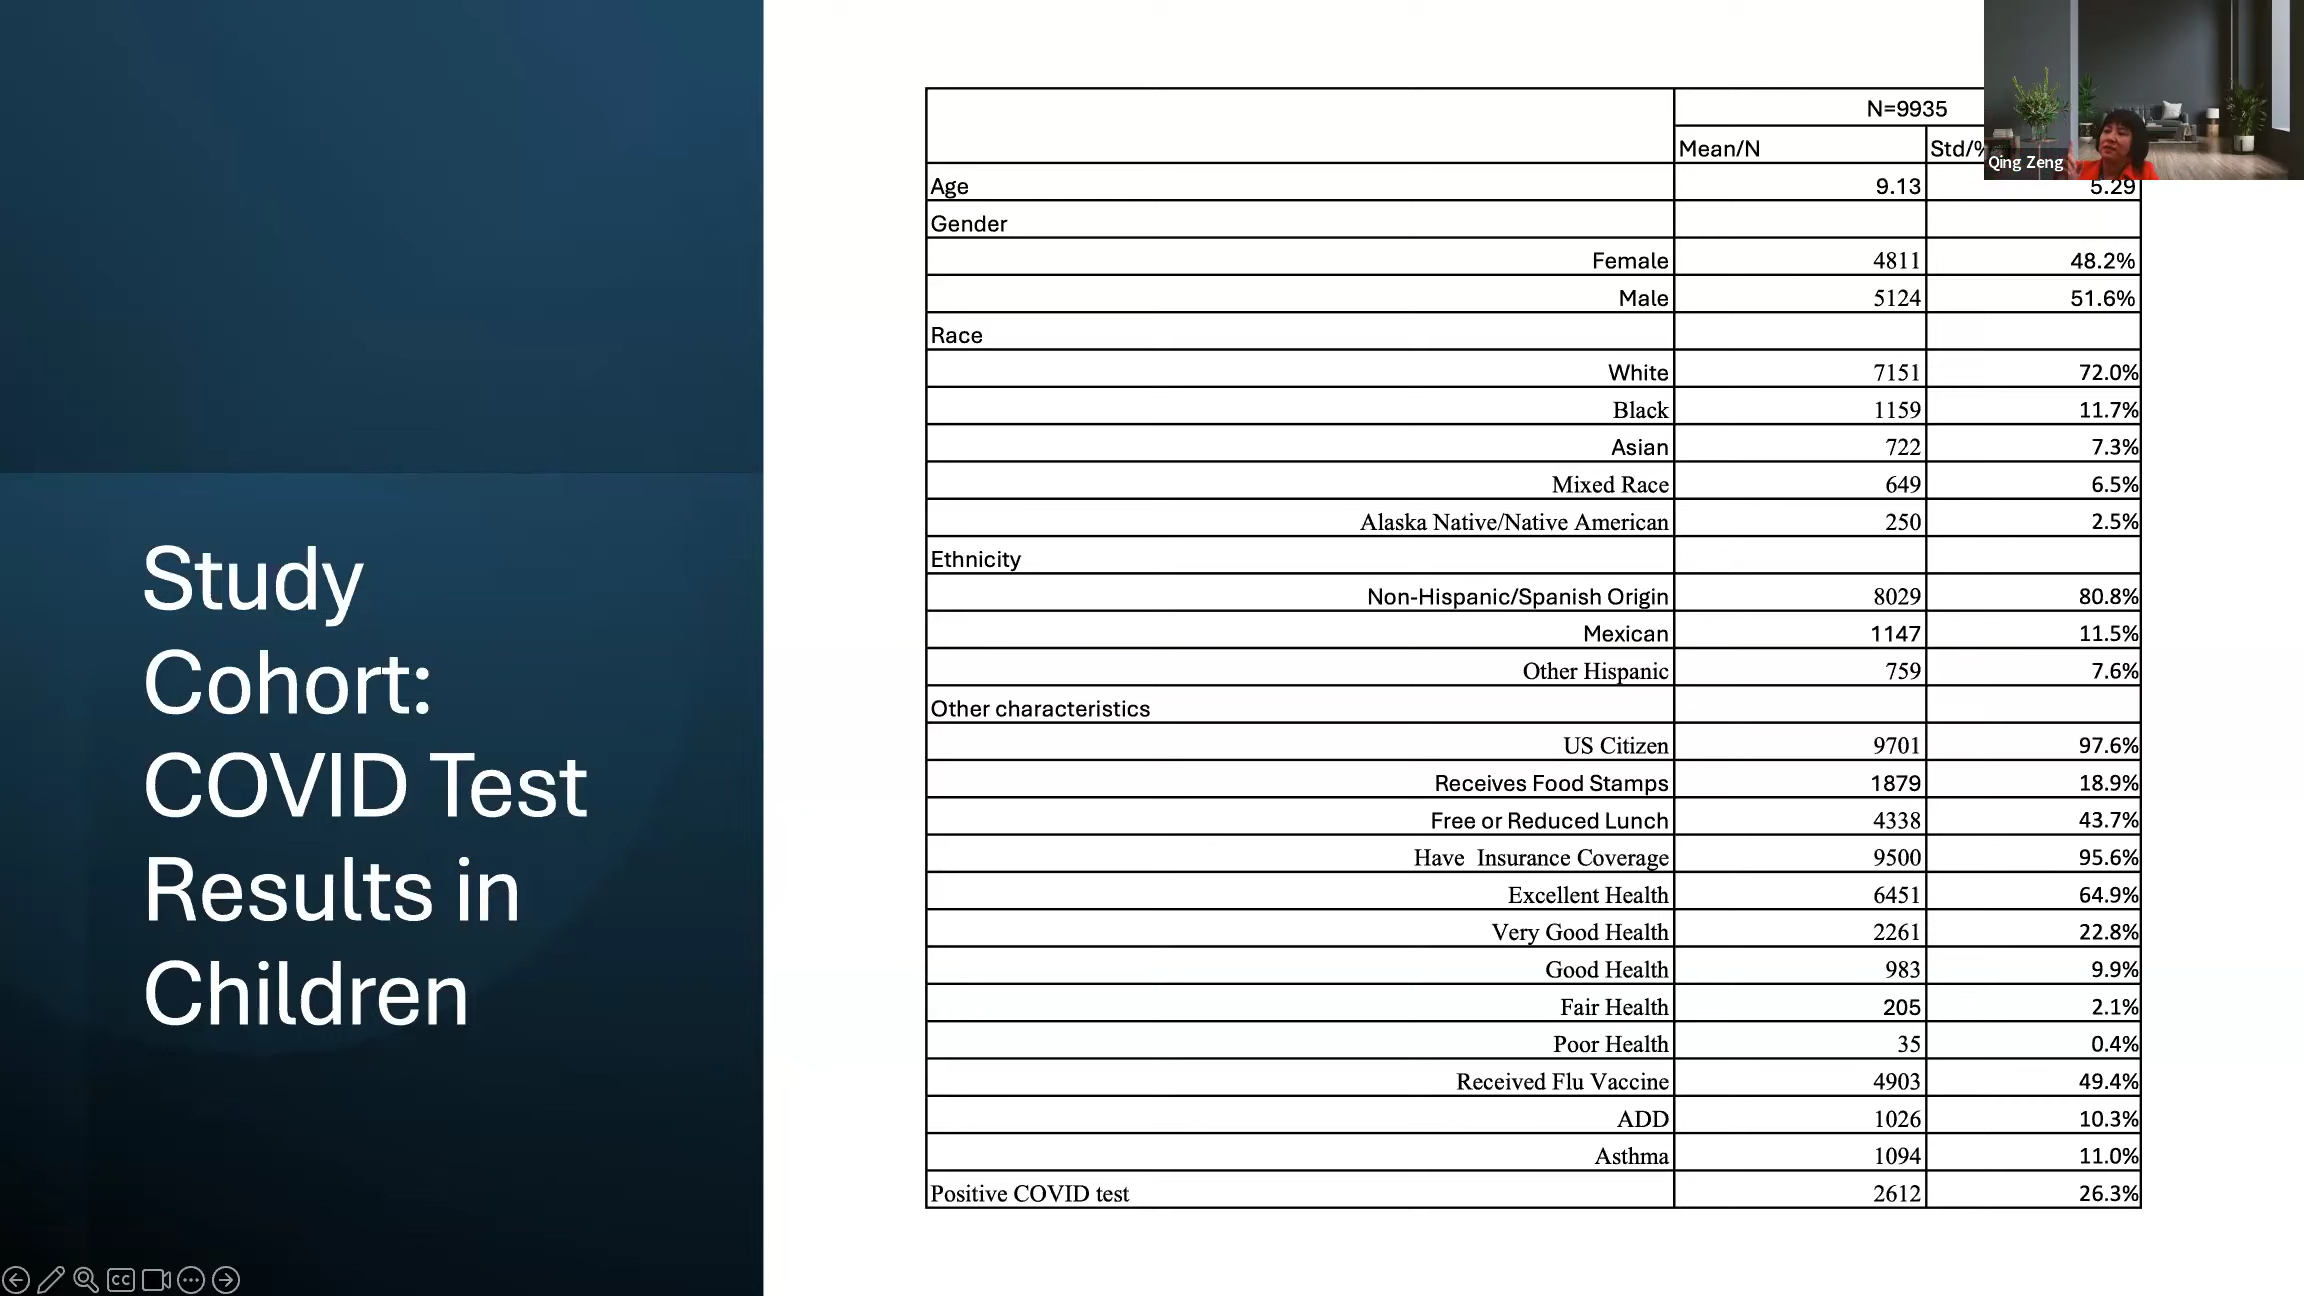 Study
Cohort:
COVID Test
Results in
Children
N=9935
Mean/N Std/%
Age 9.13 5.29
Gender
Female 4811 48.2%
Male 5124 51.6%
Race
White 7151 72.0%
Black 1159 11.7%
Asian 722 7.3%
Mixed Race 649 6.5%
Alaska Native/Native American 250 2.5%
Ethnicity
Non-Hispanic/Spanish Origin 8029 80.8%
Mexican 1147 11.5%
Other Hispanic 759 7.6%
Other characteristics
US Citizen 9701 97.6%
Receives Food Stamps 1879 18.9%
Free or Reduced Lunch 4338 43.7%
Have Insurance Coverage 9500 95.6%
Excellent Health 6451 64.9%
Very Good Health 2261 22.8%
Good Health 983 9.9%
Fair Health 205 2.1%
Poor Health 35 0.4%
Received Flu Vaccine 4903 49.4%
ADD 1026 10.3%
Asthma 1094 11.0%
Positive COVID test 2612 26.3%
Qing Zeng
CC